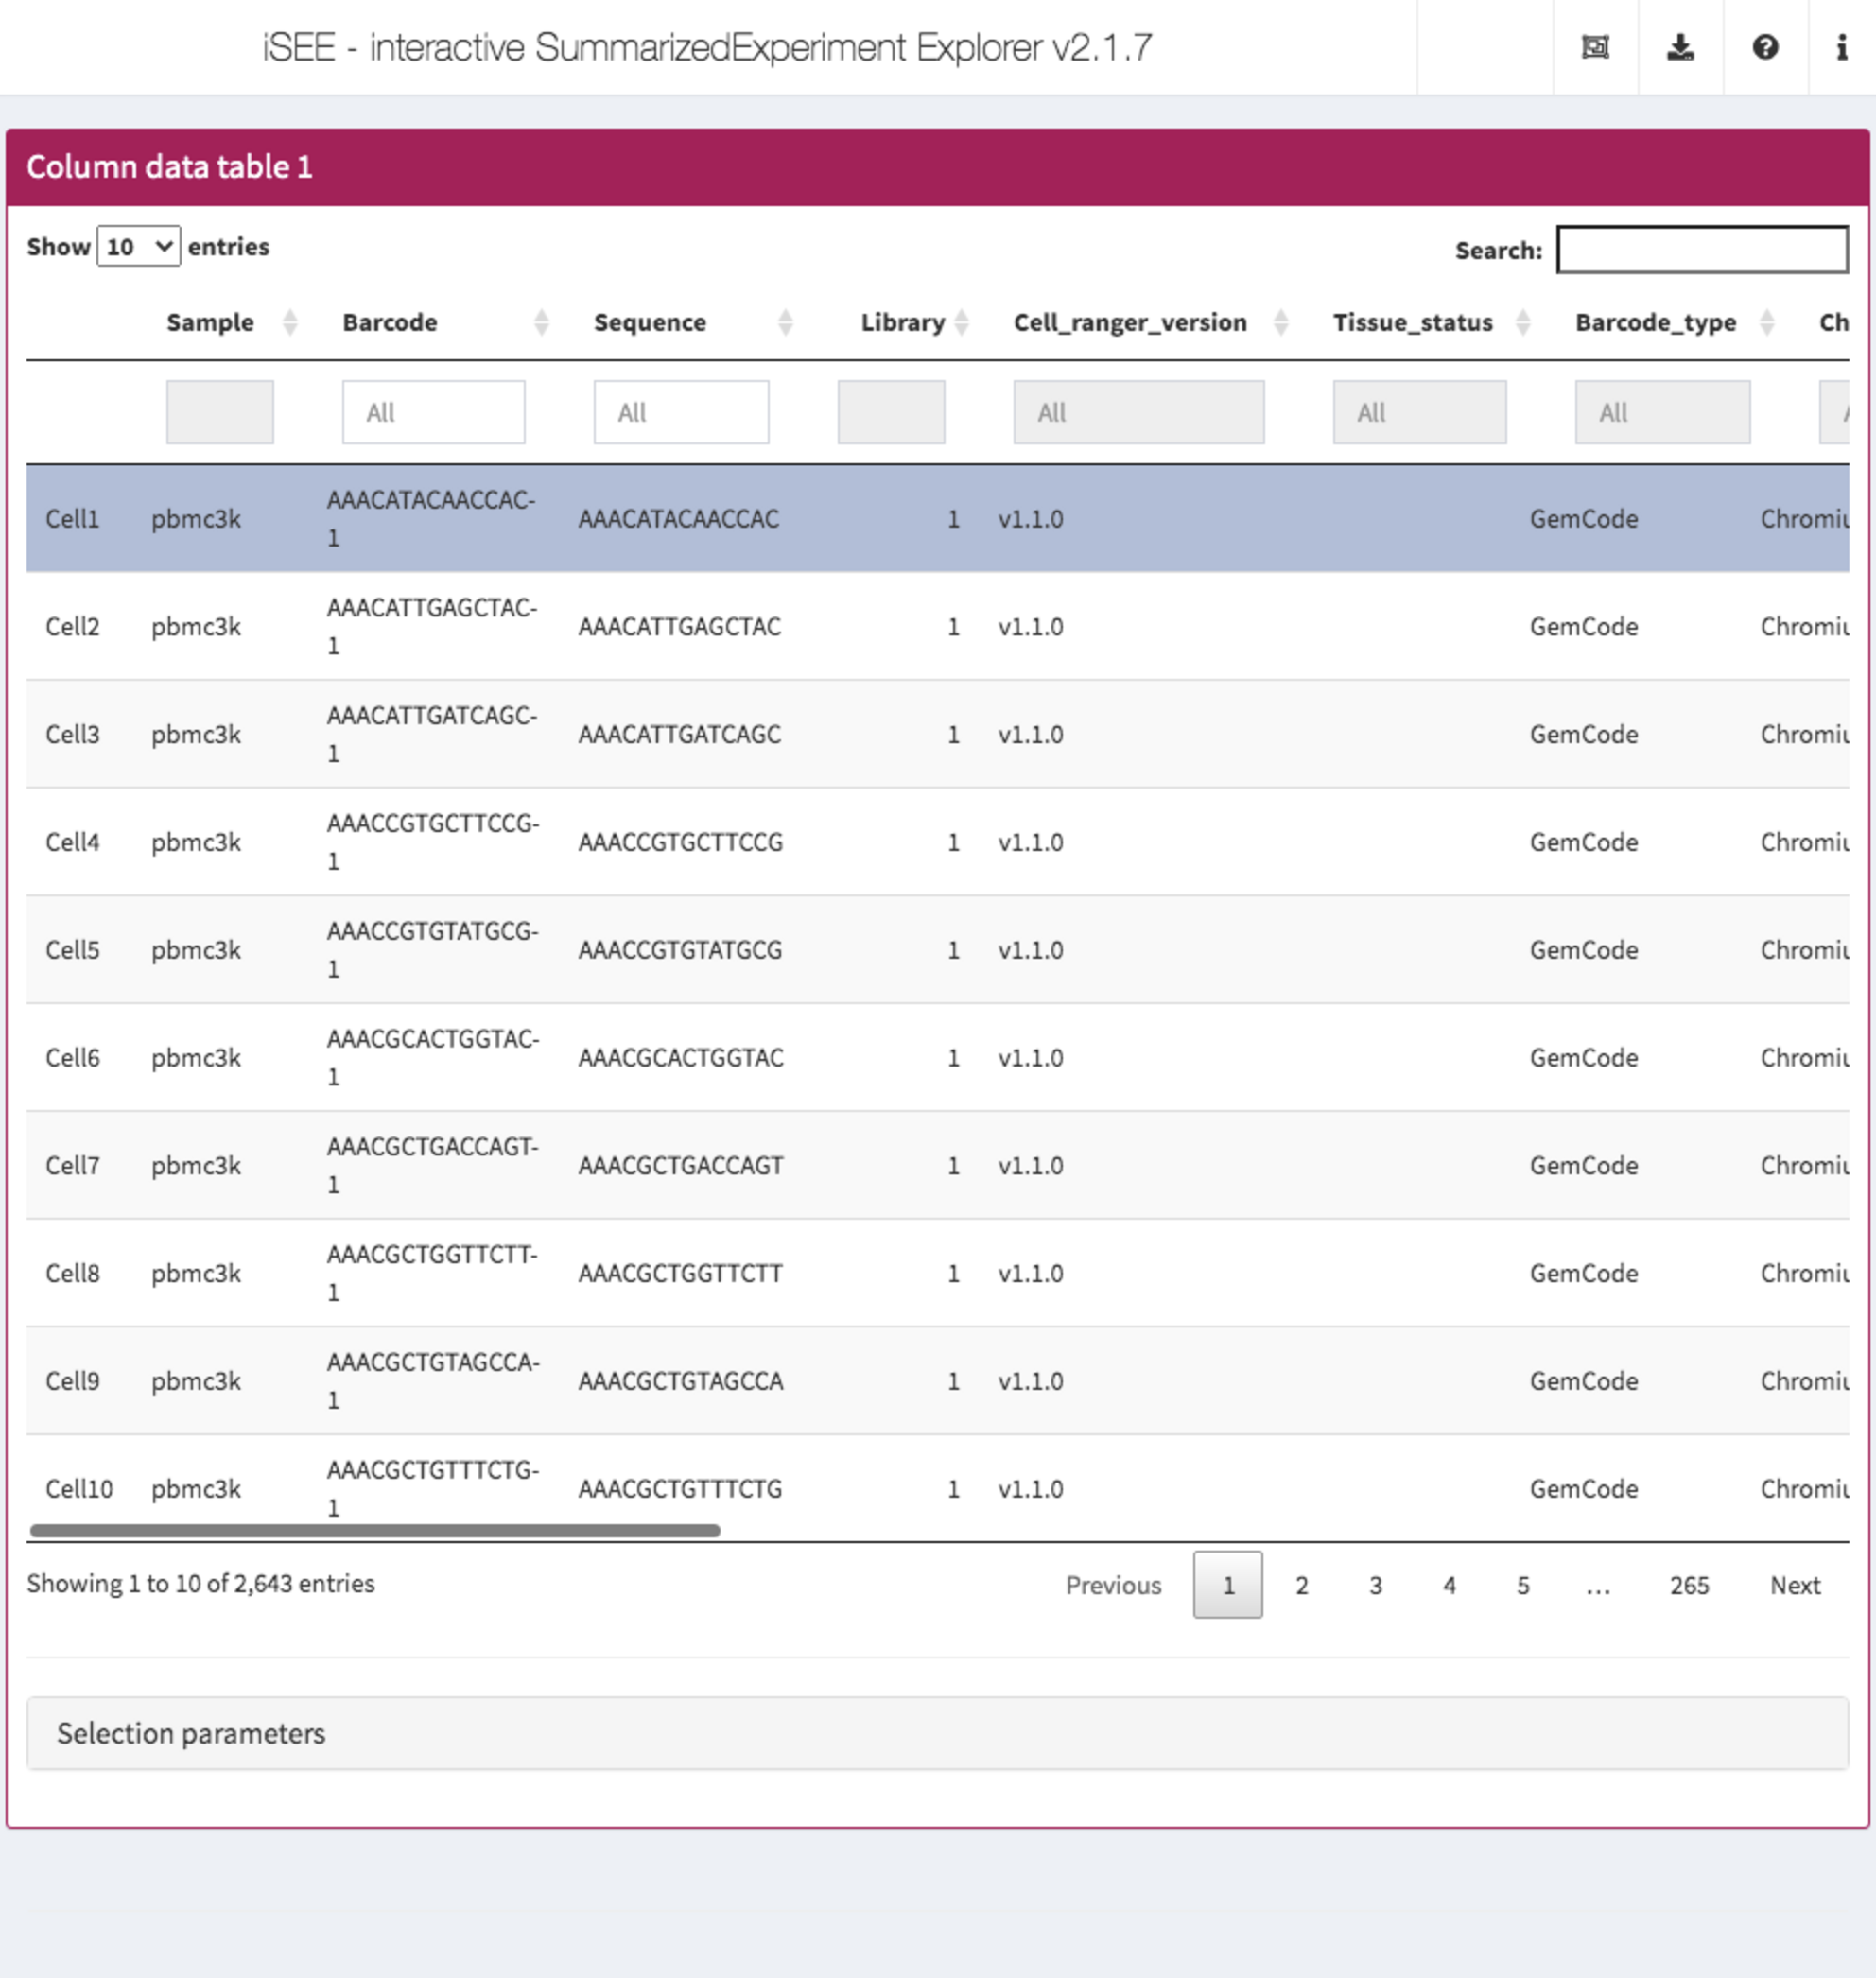 iSEE - interactive SummarizedExperiment Explorer v2.1.7
Column data table 1
Show 10 entries
Search:
Sample Barcode Sequence Library Cell_ranger_version Tissue_status Barcode_type Ch
All All All All All
Cell1 pbmc3k AAACATACAACCAC-1 AAACATACAACCAC 1 v1.1.0 GemCode Chromiu
Cell2 pbmc3k AAACATTGAGCTAC-1 AAACATTGAGCTAC 1 v1.1.0 GemCode Chromiu
Cell3 pbmc3k AAACATTGATCAGC-1 AAACATTGATCAGC 1 v1.1.0 GemCode Chromiu
Cell4 pbmc3k AAACCGTGCTTCCG-1 AAACCGTGCTTCCG 1 v1.1.0 GemCode Chromiu
Cell5 pbmc3k AAACCGTGTATGCG-1 AAACCGTGTATGCG 1 v1.1.0 GemCode Chromiu
Cell6 pbmc3k AAACGCACTGGTAC-1 AAACGCACTGGTAC 1 v1.1.0 GemCode Chromiu
Cell7 pbmc3k AAACGCTGACCAGT-1 AAACGCTGACCAGT 1 v1.1.0 GemCode Chromiu
Cell8 pbmc3k AAACGCTGGTTCTT-1 AAACGCTGGTTCTT 1 v1.1.0 GemCode Chromiu
Cell9 pbmc3k AAACGCTGTAGCCA-1 AAACGCTGTAGCCA 1 v1.1.0 GemCode Chromiu
Cell10 pbmc3k AAACGCTGTTTCTG-1 AAACGCTGTTTCTG 1 v1.1.0 GemCode Chromiu
Showing 1 to 10 of 2,643 entries
Previous 1 2 3 4 5 ... 265 Next
Selection parameters